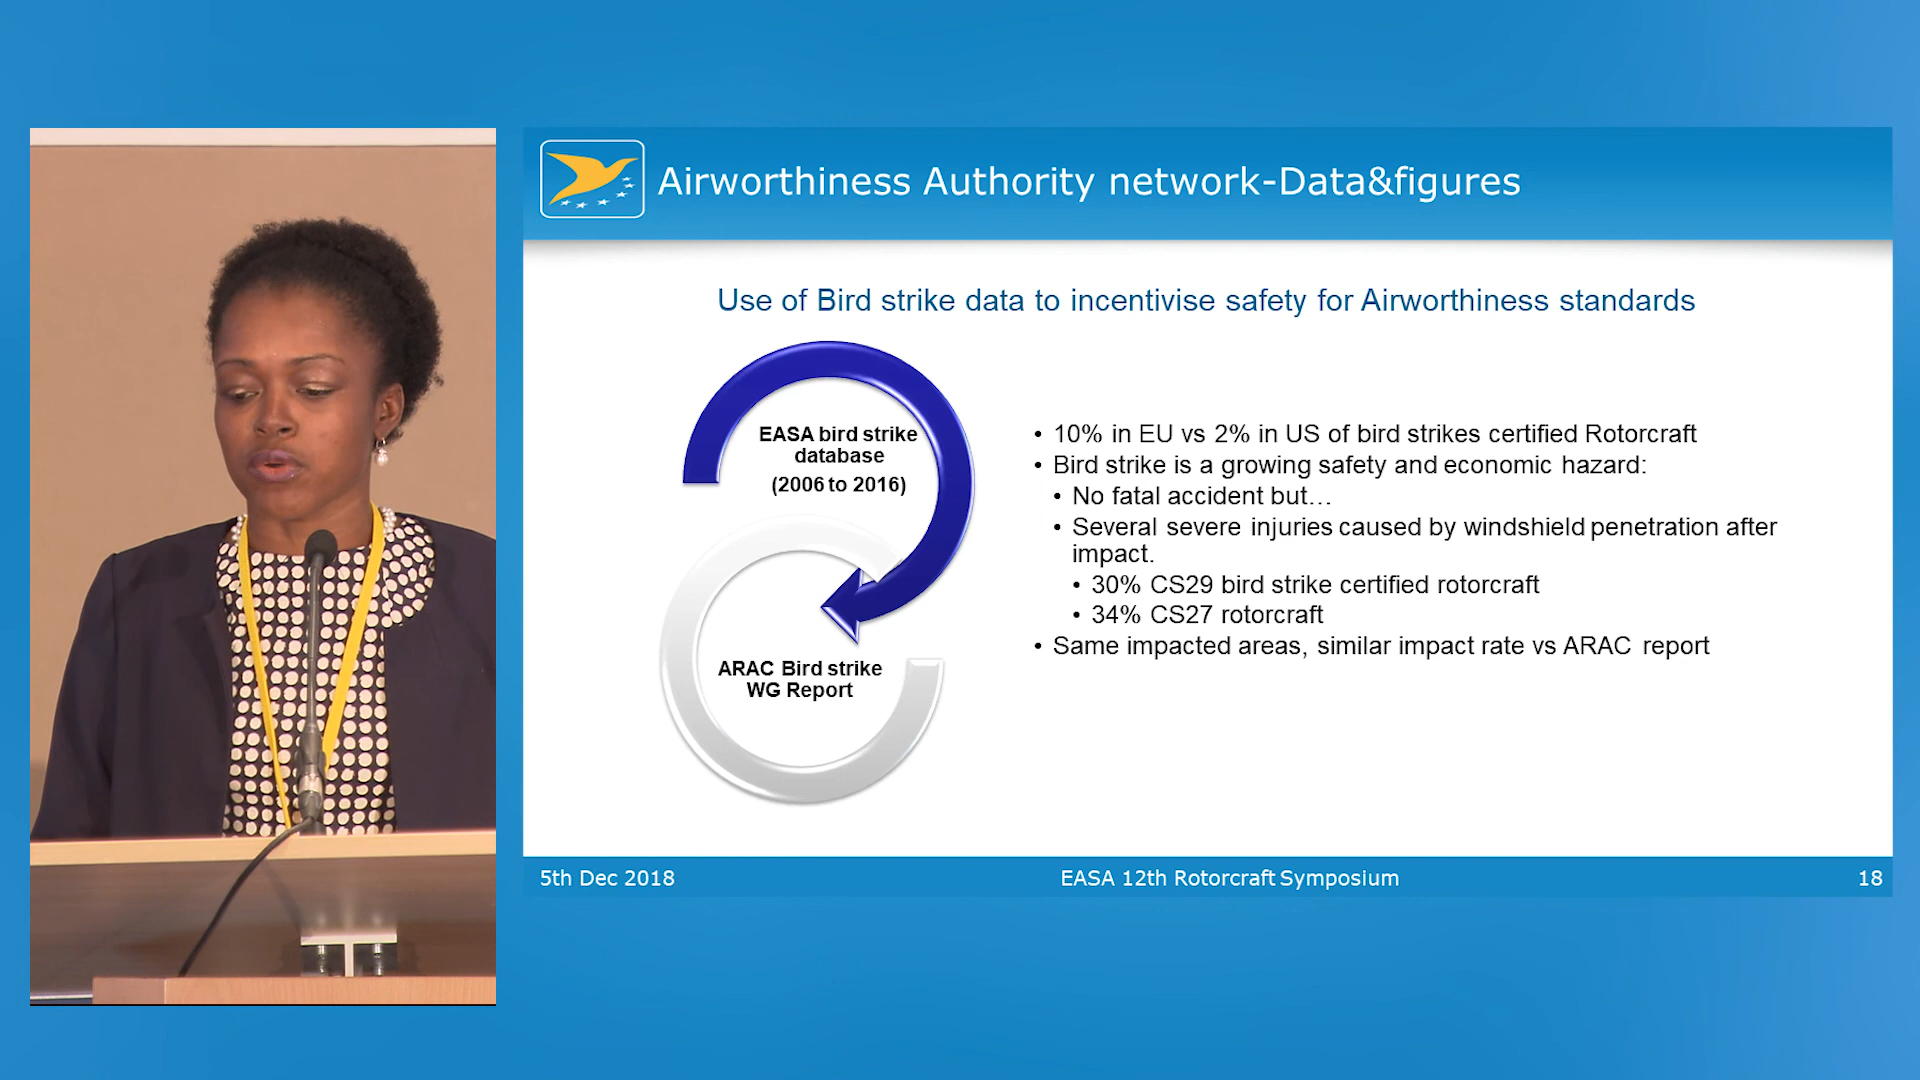 Airworthiness Authority network-Data&figures
Use of Bird strike data to incentivise safety for Airworthiness standards
EASA bird strike
database
(2006 to 2016)
ARAC Bird strike
WG Report
• 10% in EU vs 2% in US of bird strikes certified Rotorcraft
• Bird strike is a growing safety and economic hazard:
• No fatal accident but…
• Several severe injuries caused by windshield penetration after
impact.
• 30% CS29 bird strike certified rotorcraft
• 34% CS27 rotorcraft
• Same impacted areas, similar impact rate vs ARAC report
5th Dec 2018
EASA 12th Rotorcraft Symposium
18